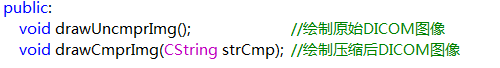 public:
void drawUncmprImg(); //绘制原始DICOM图像
void drawCmprImg(CString strCmp); //绘制压缩后DICOM图像